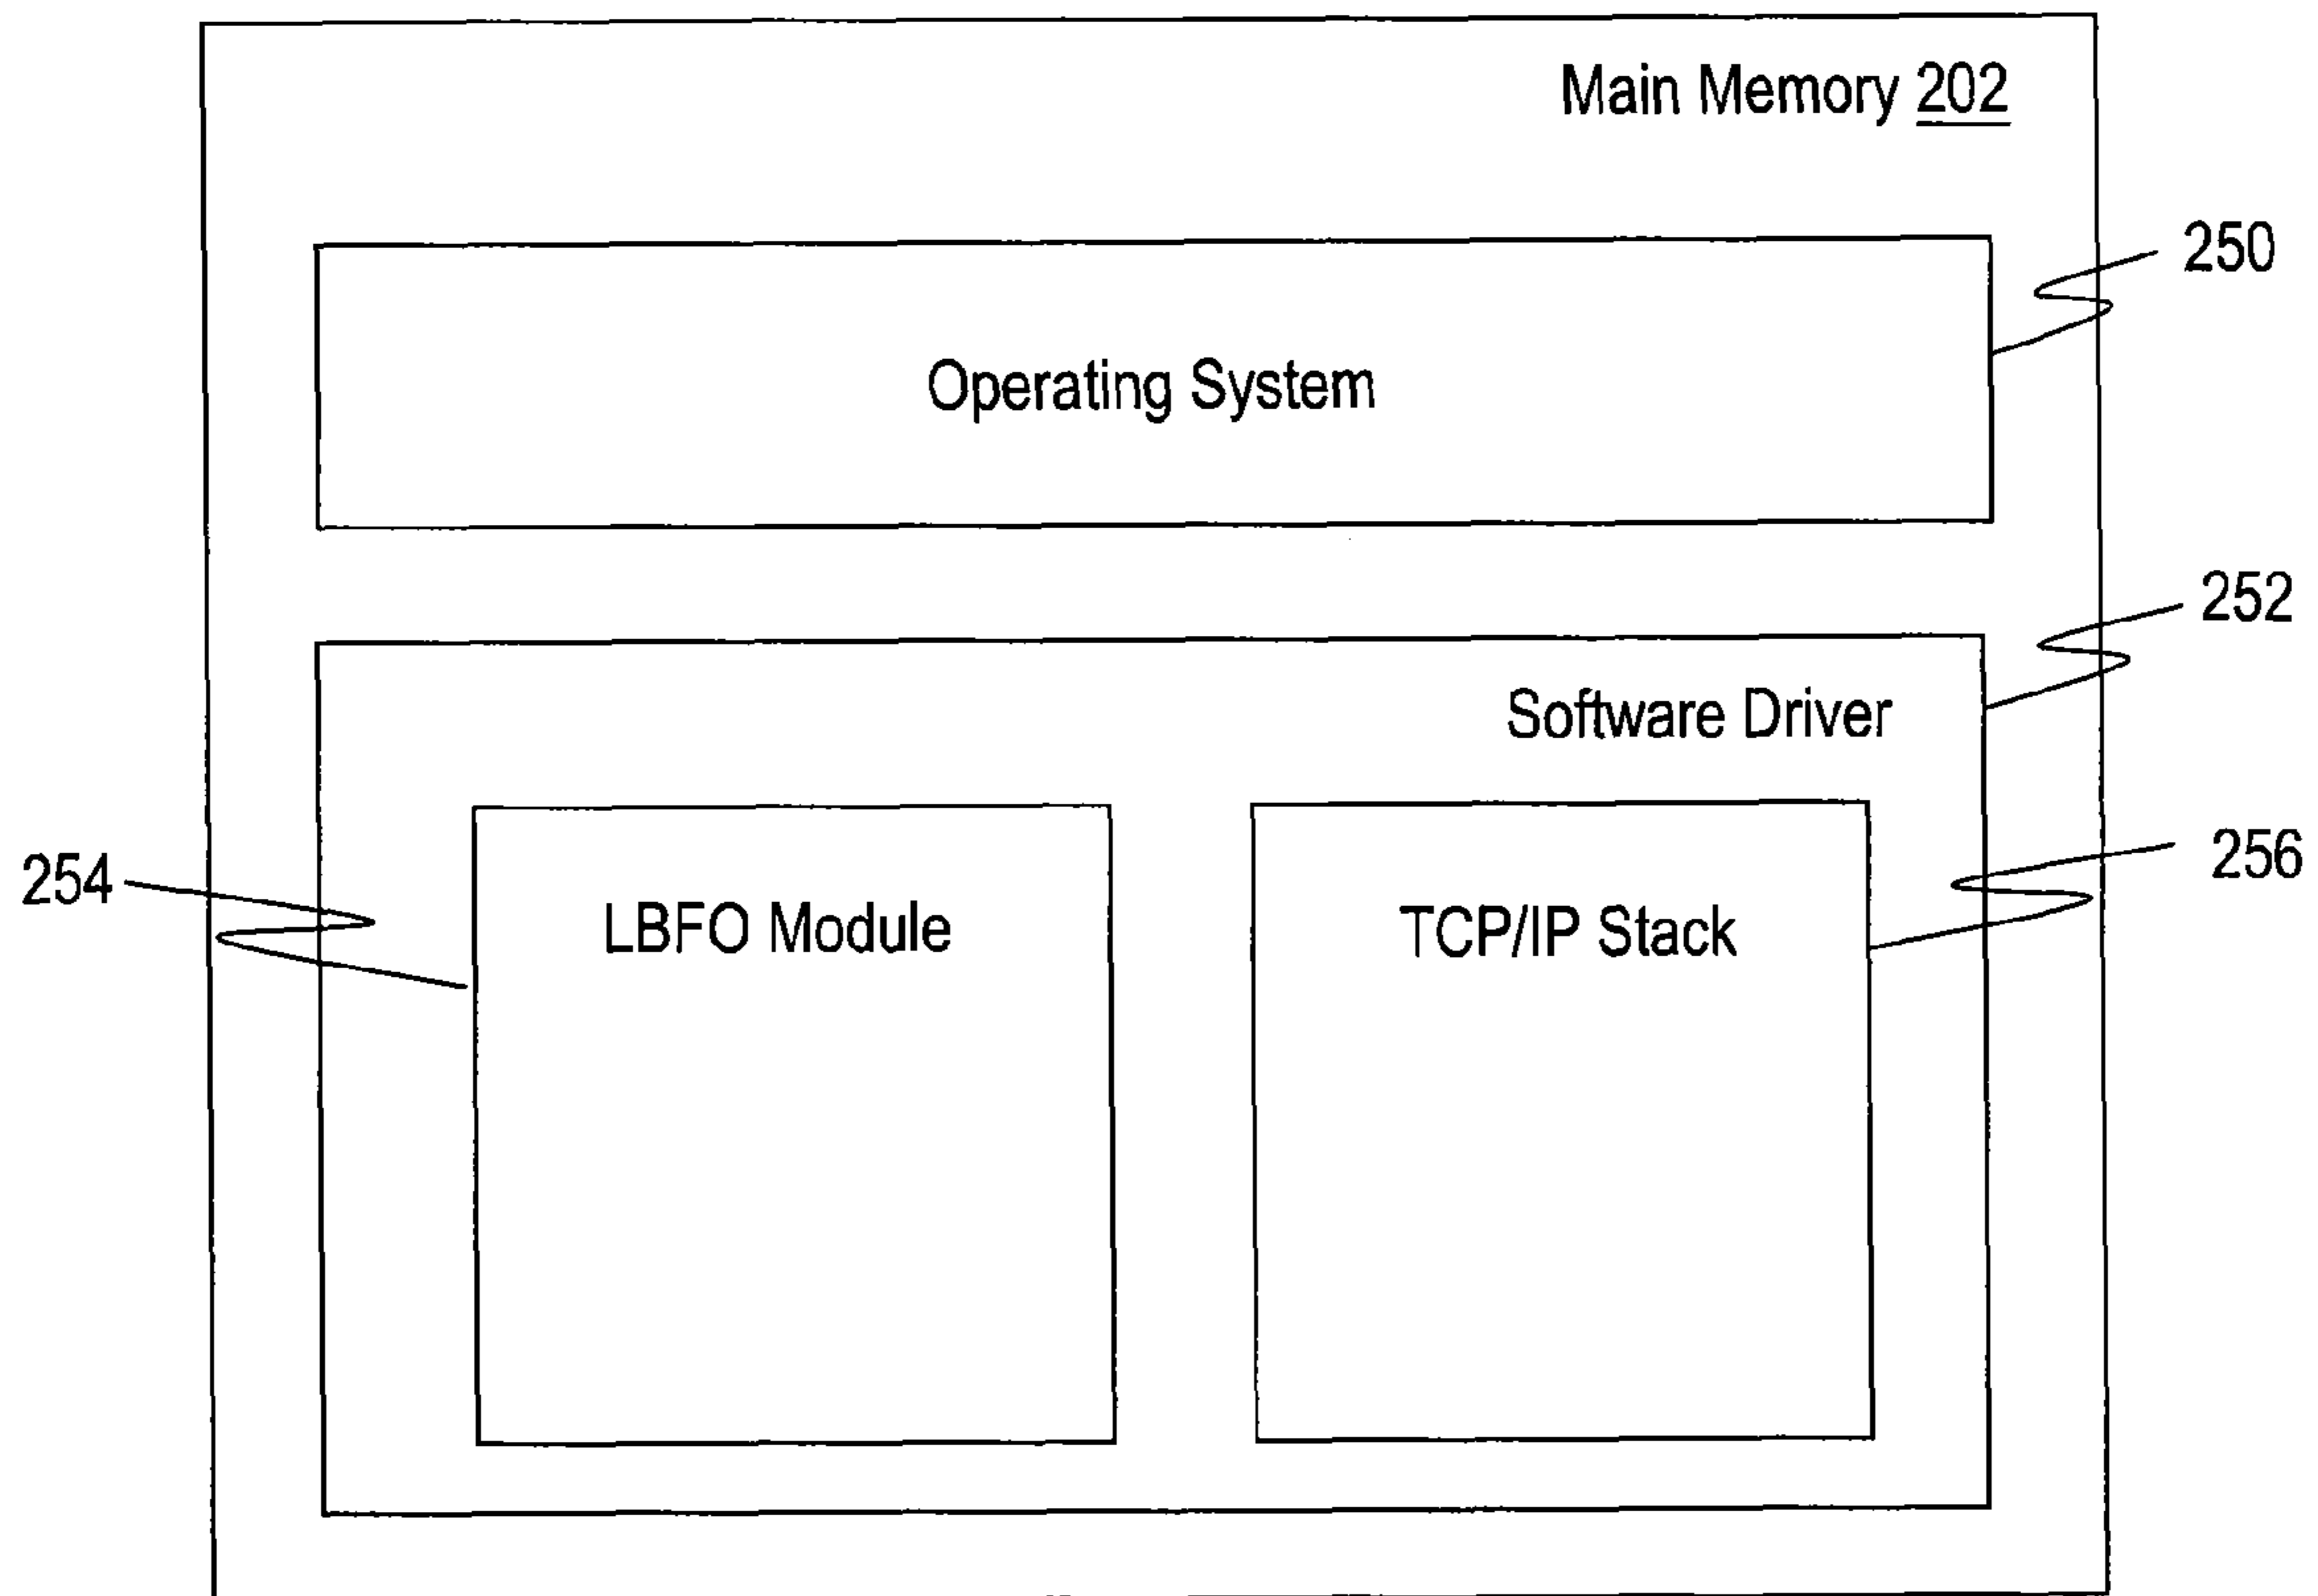 Main Memory 202
250
Operating System
252
Software Driver
254
LBFO Module
TCP/IP Stack
256